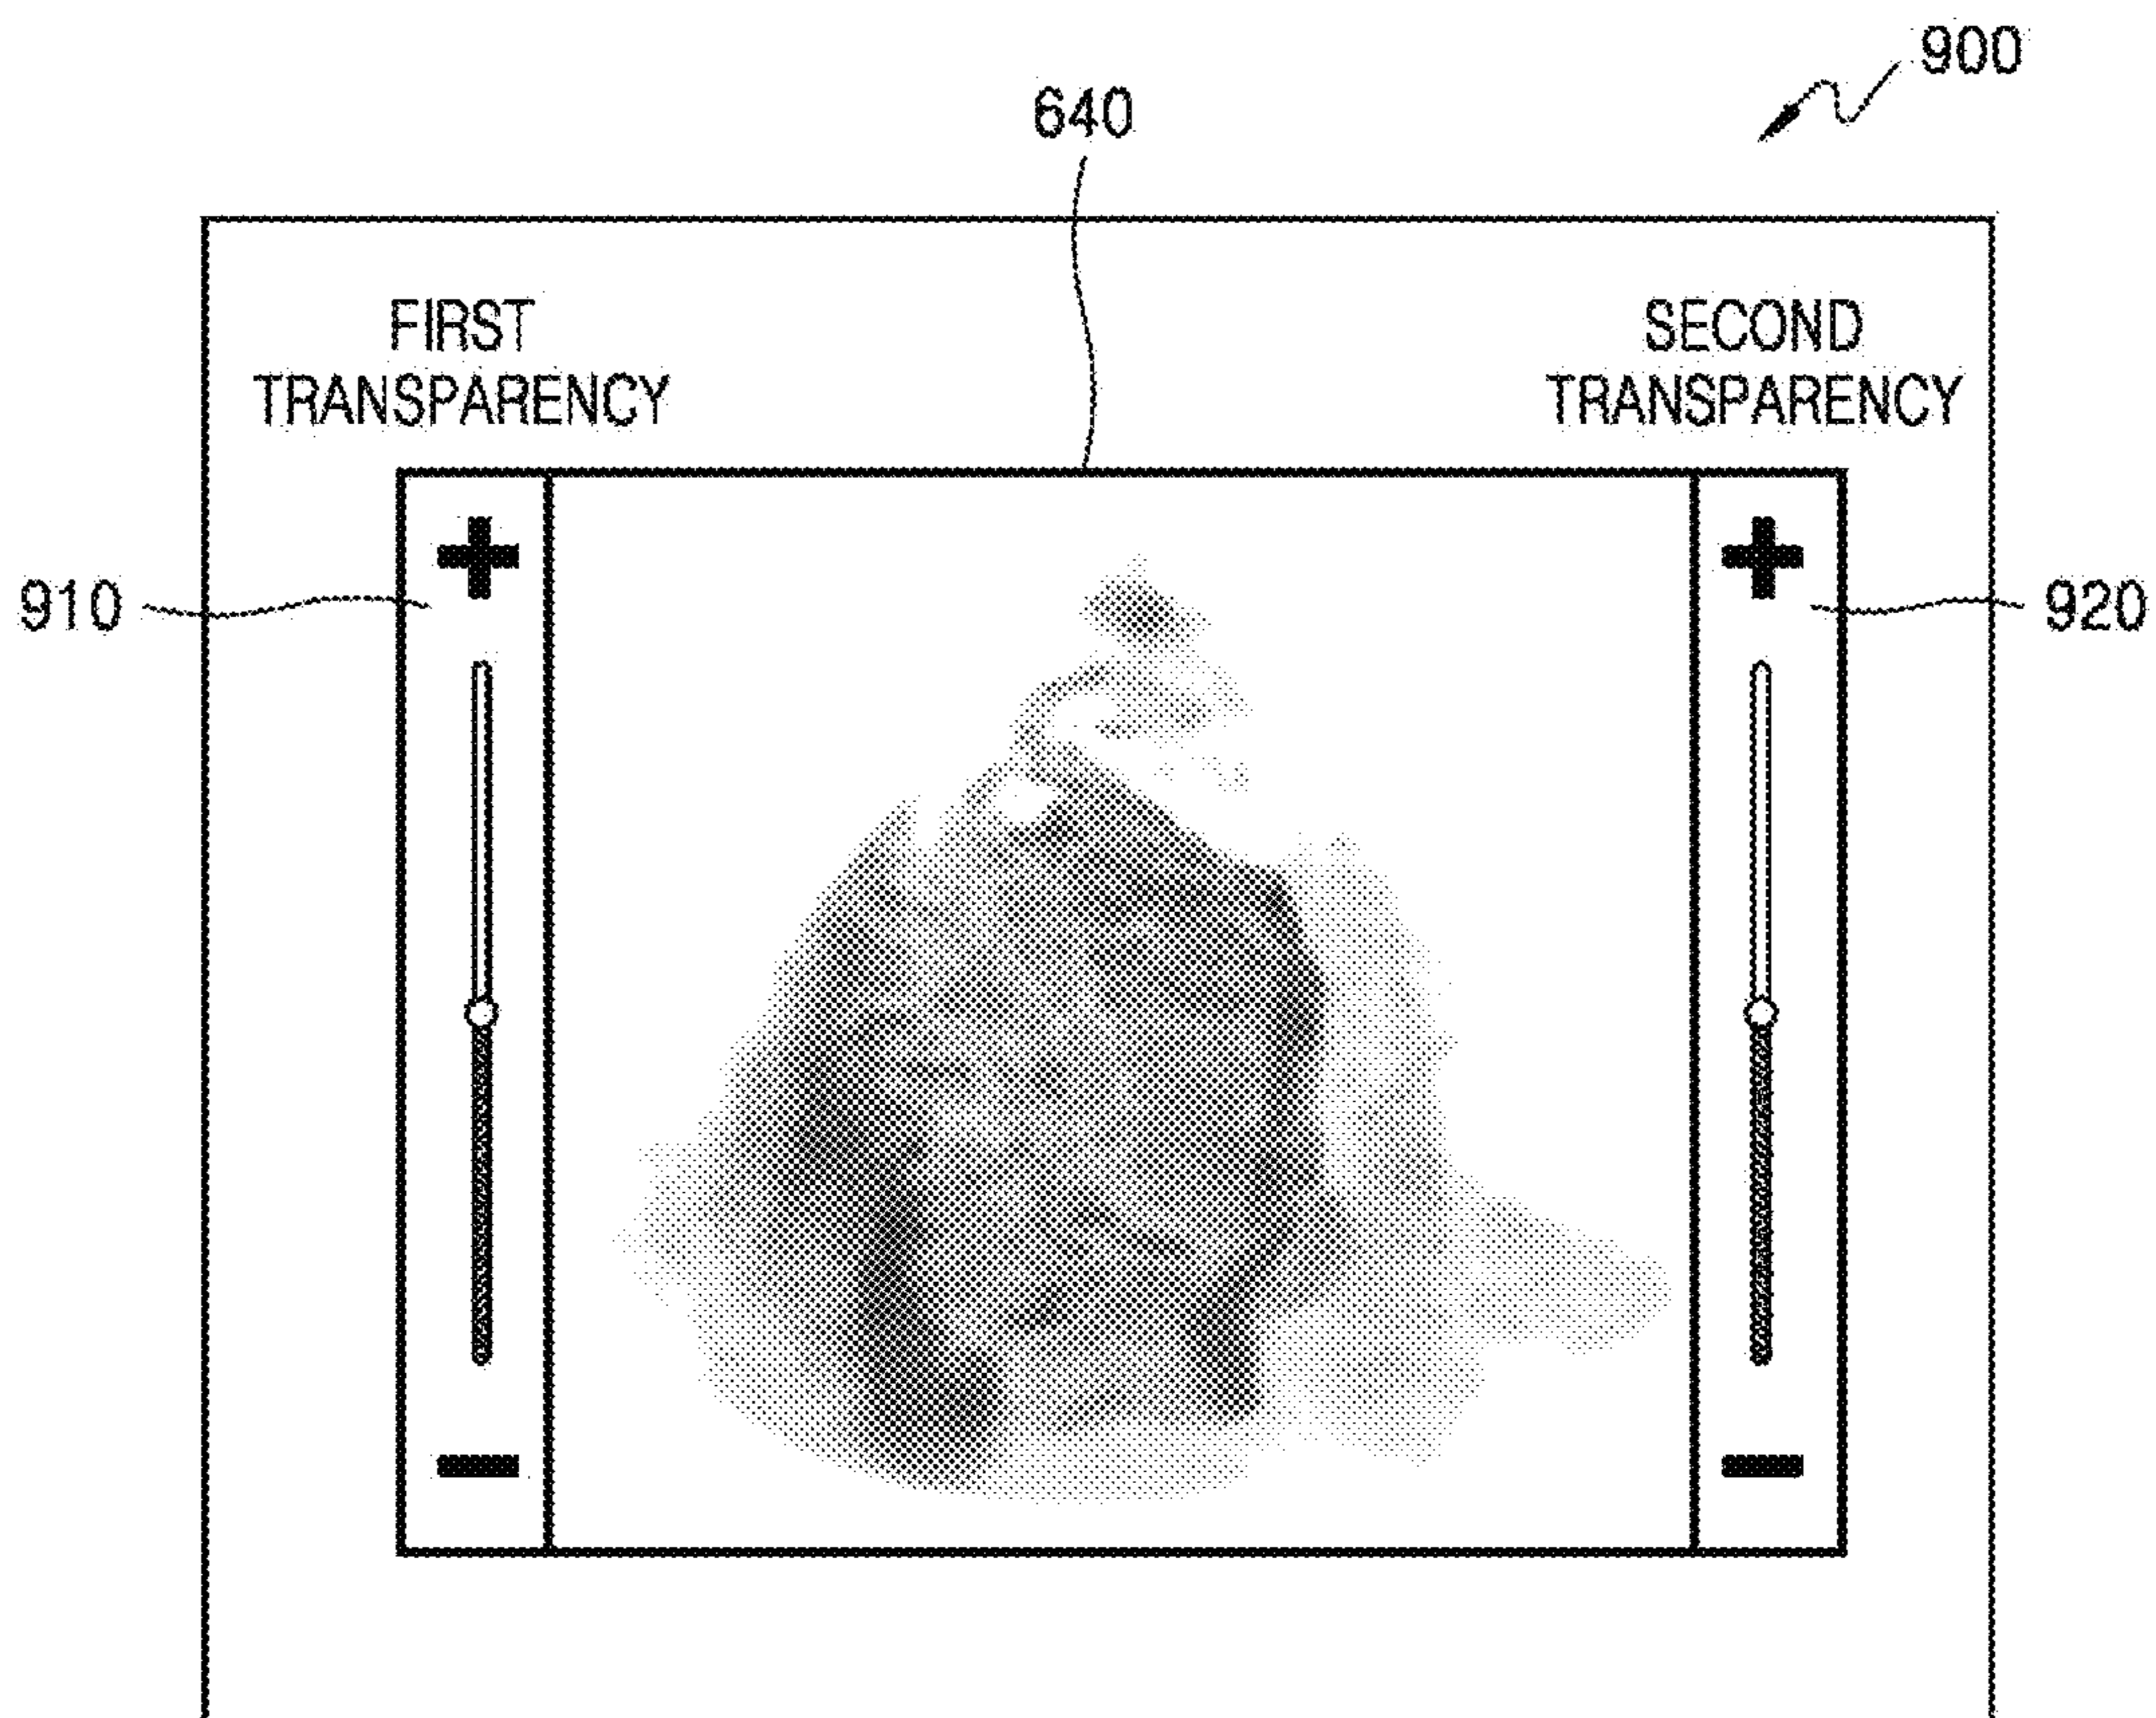 900
640
FIRST
TRANSPARENCY
SECOND
TRANSPARENCY
+
+
910
920
-
-